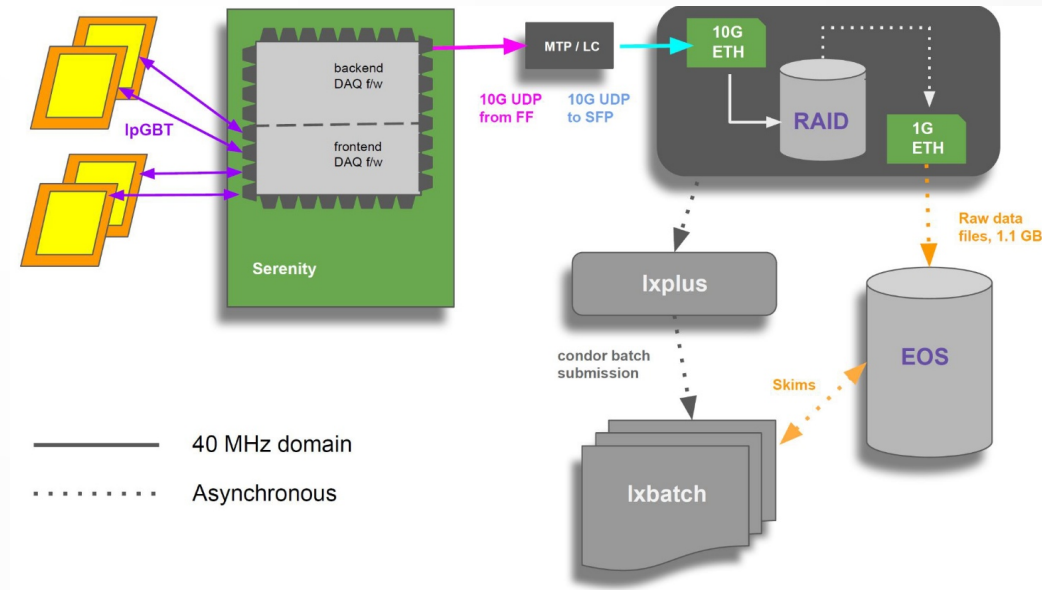 lpGBT
backend
DAQ f/w
frontend
DAQ f/w
Serenity
MTP / LC
10G UDP
from FF
10G UDP
to SFP
10G
ETH
RAID
1G
ETH
Raw data
files, 1.1 GB
lxplus
condor batch
submission
Skims
EOS
lxbatch
40 MHz domain
Asynchronous